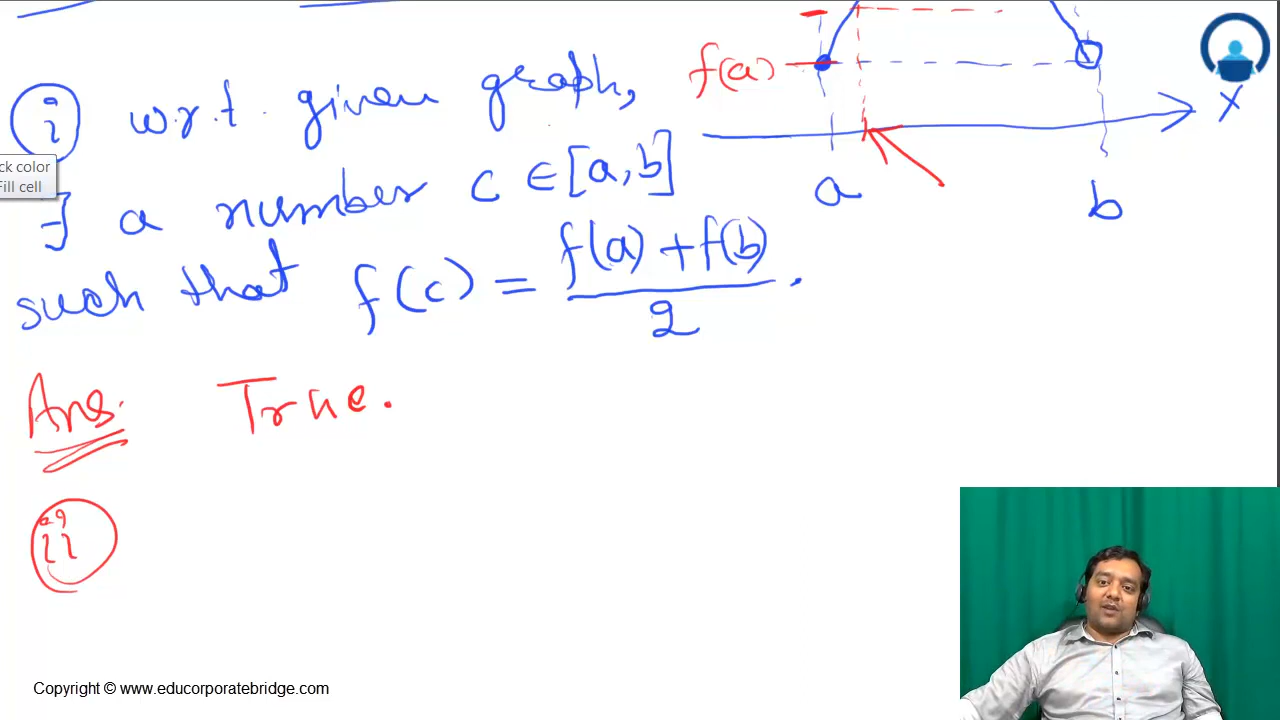 f(a)
X
a
b
i
w.r.t. given graph,
∃ a number c ∈ [a, b]
such that f(c) = f(a) + f(b) / 2 .
ck color
Fill cell
Ans. True.
ii
Copyright © www.educorporatebridge.com